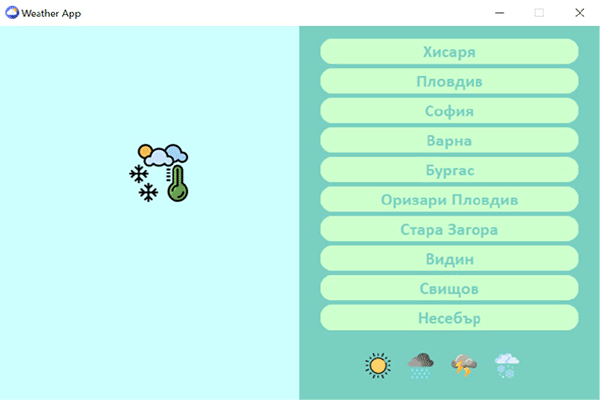 Weather App
Хисаря
Пловдив
София
Варна
Бургас
Оризари Пловдив
Стара Загора
Видин
Свищов
Несебър